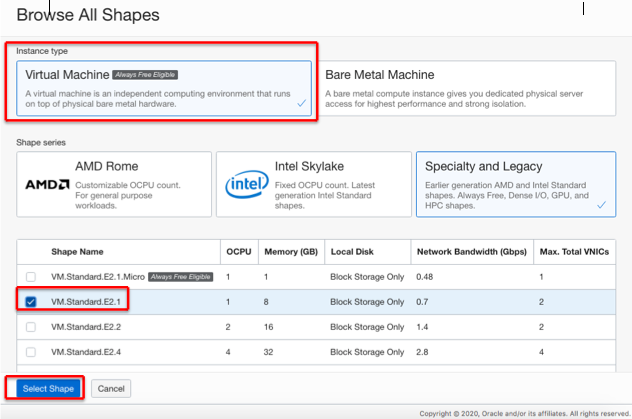 Browse All Shapes
Instance type
Virtual Machine Always Free Eligible
A virtual machine is an independent computing environment that runs
on top of physical bare metal hardware.
Bare Metal Machine
A bare metal compute instance gives you dedicated physical server
access for highest performance and strong isolation.
Shape series
AMD
AMD Rome
Customizable OCPU count.
For general purpose
workloads.
intel
Intel Skylake
Fixed OCPU count. Latest
generation Intel Standard
shapes.
Specialty and Legacy
Earlier generation AMD and Intel Standard
shapes. Always Free, Dense I/O, GPU, and
HPC shapes.
Shape Name OCPU Memory (GB) Local Disk Network Bandwidth (Gbps) Max. Total VNICs
VM.Standard.E2.1.Micro Always Free Eligible 1 1 Block Storage Only 0.48 1
VM.Standard.E2.1 1 8 Block Storage Only 0.7 2
VM.Standard.E2.2 2 16 Block Storage Only 1.4 2
VM.Standard.E2.4 4 32 Block Storage Only 2.8 4
Select Shape Cancel
Copyright © 2020, Oracle and/or its affiliates. All rights reserved.